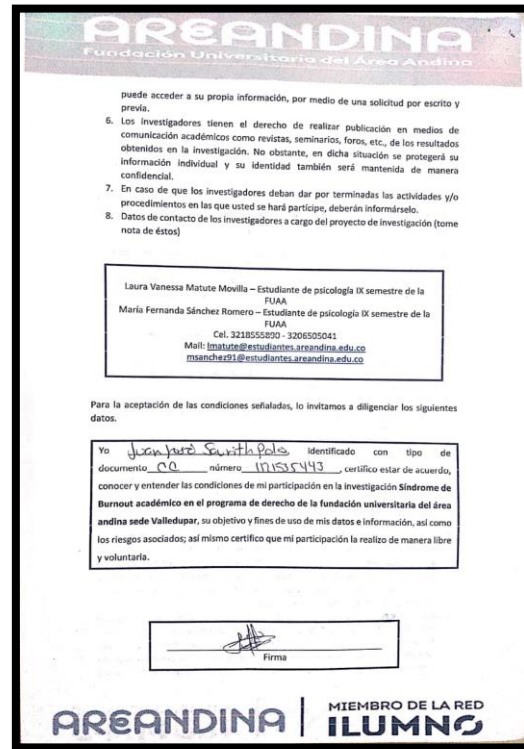 AREANDINA
Fundación Universitaria del Área Andina
puede acceder a su propia información, por medio de una solicitud por escrito y
previa.
6. Los investigadores tienen el derecho de realizar publicación en medios de
comunicación académicos como revistas, seminarios, foros, etc., de los resultados
obtenidos en la investigación. No obstante, en dicha situación se protegerá su
información individual y su identidad también será mantenida de manera
confidencial.
7. En caso de que los investigadores deban dar por terminadas las actividades y/o
procedimientos en las que usted se hará partícipe, deberán informárselo.
8. Datos de contacto de los investigadores a cargo del proyecto de investigación (tome
nota de éstos)
Laura Vanessa Matute Movilla – Estudiante de psicología IX semestre de la
FUAA
María Fernanda Sánchez Romero – Estudiante de psicología IX semestre de la
FUAA
Cel. 3218555890 - 3206505041
Mail: lmatute@estudiantes.areandina.edu.co
msanchez91@estudiantes.areandina.edu.co
Para la aceptación de las condiciones señaladas, lo invitamos a diligenciar los siguientes
datos.
Yo Juan identificado con tipo de
documento CC número , certifico estar de acuerdo,
conocer y entender las condiciones de mi participación en la investigación Síndrome de
Burnout académico en el programa de derecho de la fundación universitaria del área
andina sede Valledupar, su objetivo y fines de uso de mis datos e información, así como
los riesgos asociados; así mismo certifico que mi participación la realizo de manera libre
y voluntaria.
Firma
AREANDINA
MIEMBRO DE LA RED
ILUMNO